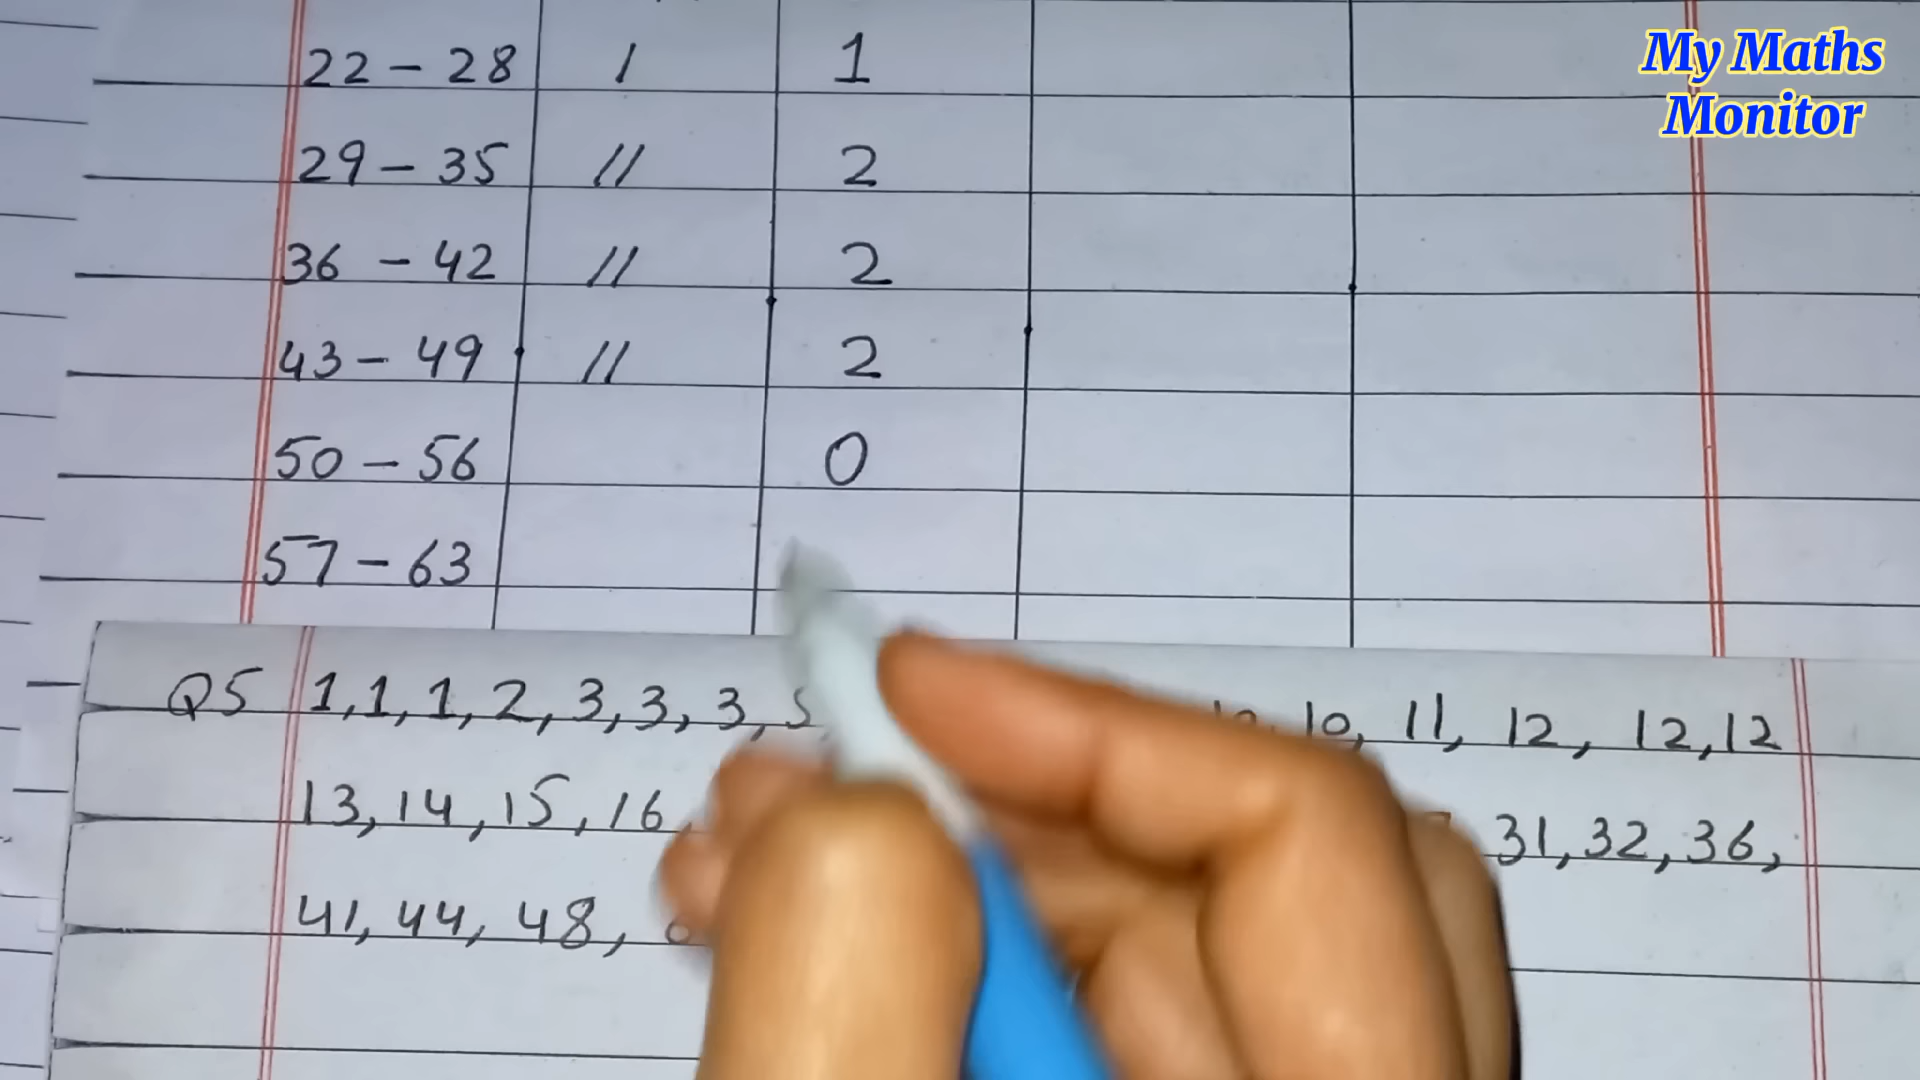 My Maths
Monitor
22 - 28 / 1
29 - 35 // 2
36 - 42 // 2
43 - 49 // 2
50 - 56 0
57 - 63
Q5 1, 1, 1, 2, 3, 3, 3, 5, 10, 11, 12, 12, 12
13, 14, 15, 16, 31, 32, 36,
41, 44, 48,